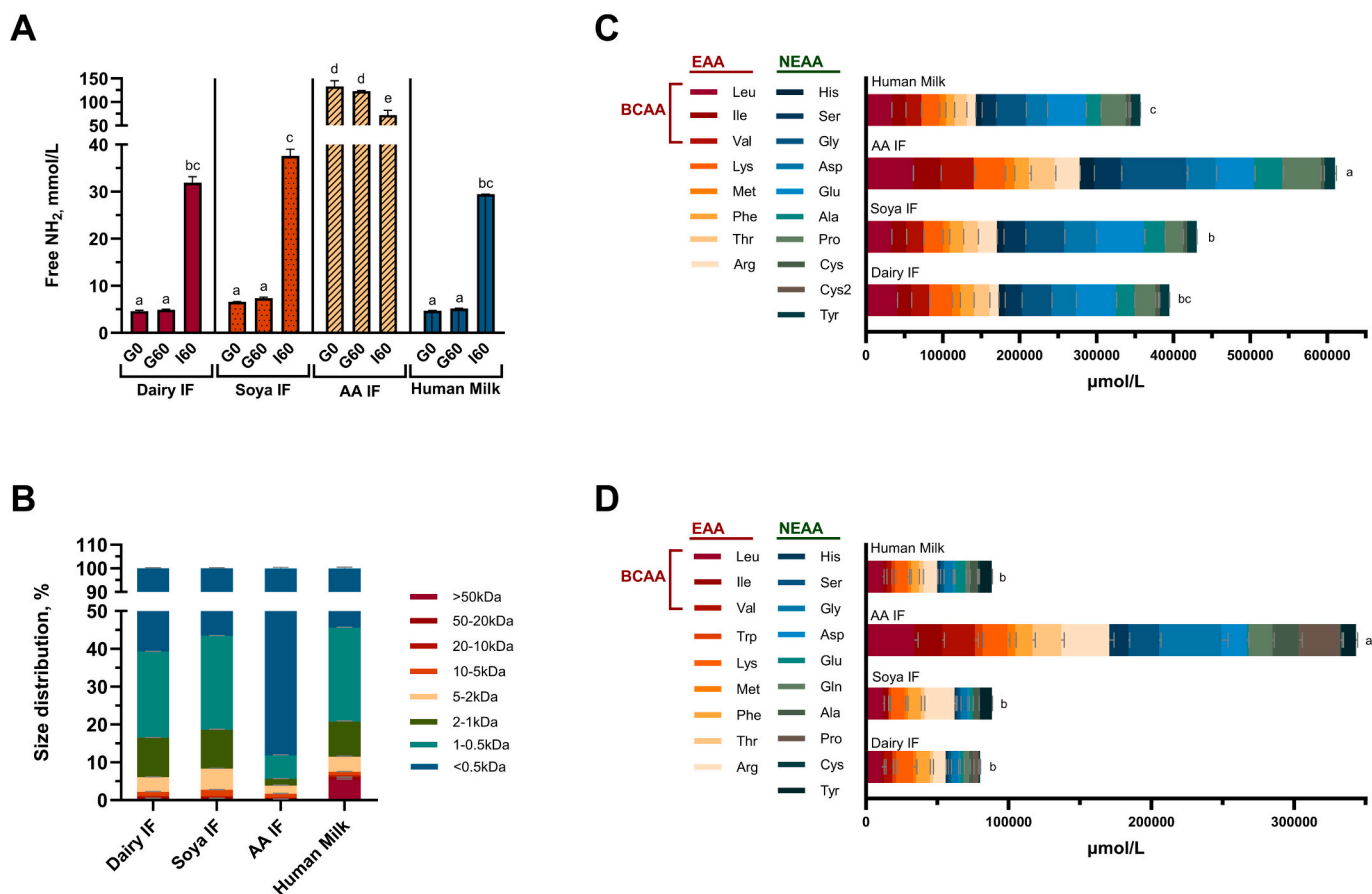 A
Free NH2, mmol/L
150
100
50
40
30
20
10
0
a a bc
a a c
d d e
a a bc
G0 G60 I60 G0 G60 I60 G0 G60 I60 G0 G60 I60
Dairy IF Soya IF AA IF Human Milk
B
Size distribution, %
110
100
90
50
40
30
20
10
0
Dairy IF Soya IF AA IF Human Milk
>50kDa
50-20kDa
20-10kDa
10-5kDa
5-2kDa
2-1kDa
1-0.5kDa
<0.5kDa
C
EAA NEAA
BCAA
Leu His
Ile Ser
Val Gly
Lys Asp
Met Glu
Phe Ala
Thr Pro
Arg Cys
Cys2
Tyr
Human Milk
c
AA IF
a
Soya IF
b
Dairy IF
bc
0 100000 200000 300000 400000 500000 600000
µmol/L
D
EAA NEAA
BCAA
Leu His
Ile Ser
Val Gly
Trp Asp
Lys Glu
Met Gln
Phe Ala
Thr Pro
Arg Cys
Tyr
Human Milk
b
AA IF
a
Soya IF
b
Dairy IF
b
0 100000 200000 300000
µmol/L